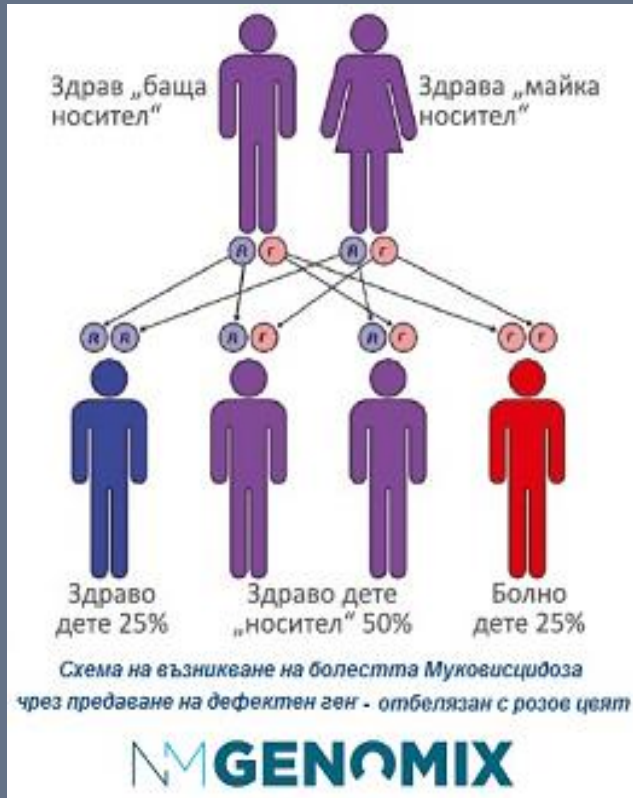 Здрав „баща
носител“
Здрава „майка
носител“
R r R r
R R R r R r r r
Здраво
дете 25%
Здраво дете
„носител“ 50%
Болно
дете 25%
Схема на възникване на болестта Муковисцидоза
чрез предаване на дефектен ген - отбелязан с розов цвят
NMGENOMIX